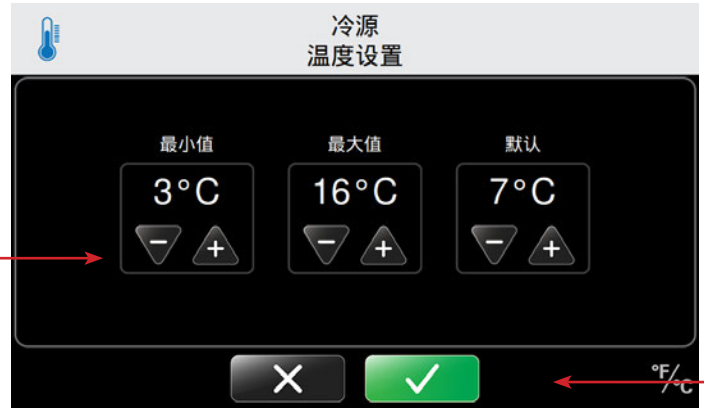 冷源
温度设置
最小值 最大值 默认
3°C 16°C 7°C
− + − + − +
°F/°C